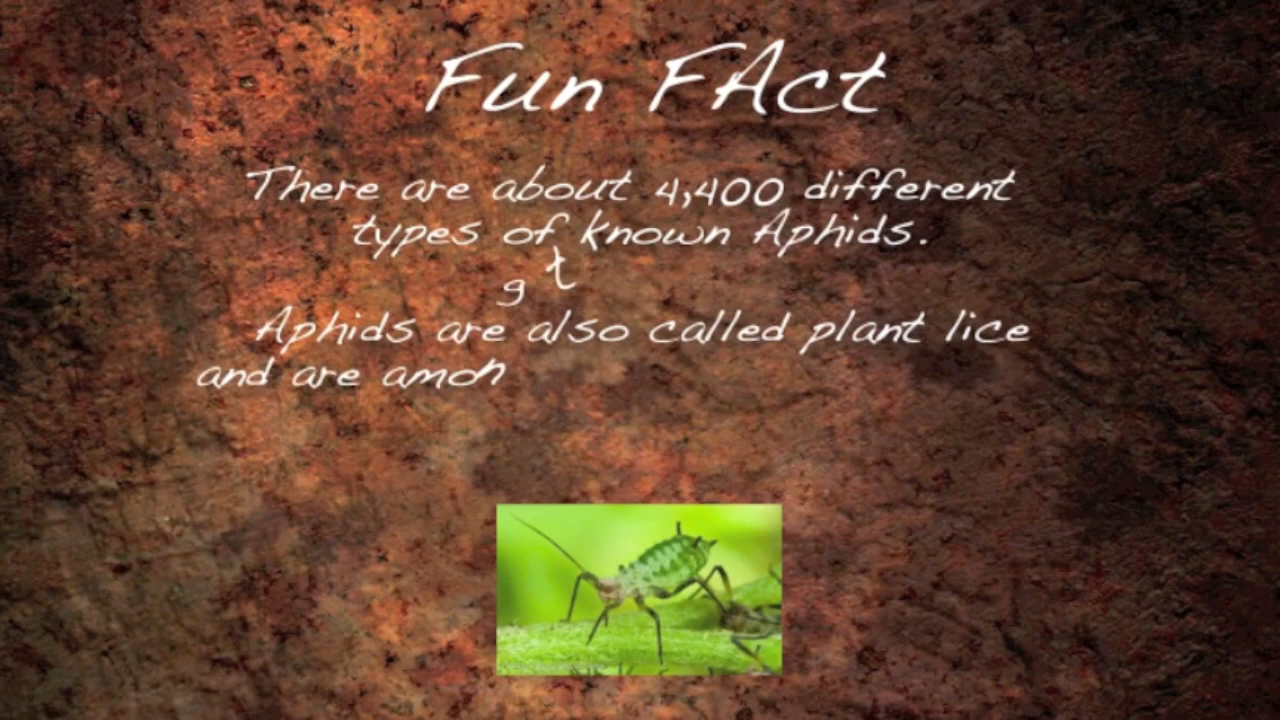 Fun FAct
There are about 4,400 different
types of known Aphids.
g t
Aphids are also called plant lice
and are amon